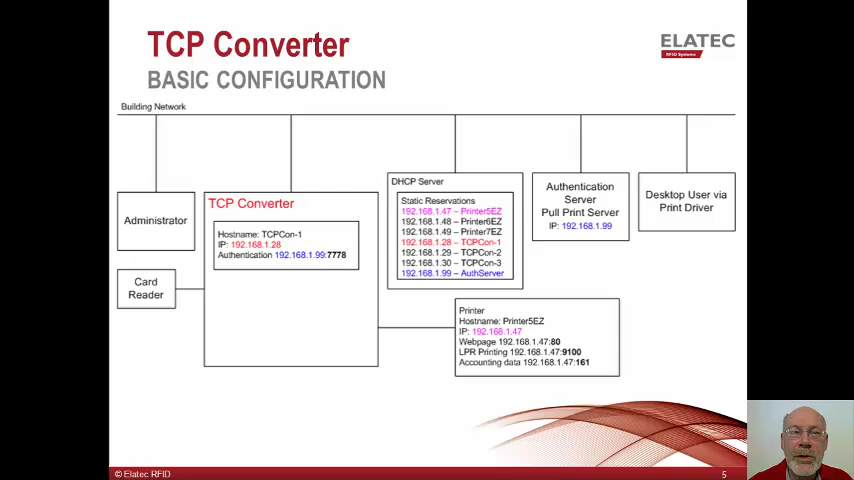 TCP Converter
BASIC CONFIGURATION
ELATEC
RFID Systems
Building Network
Administrator
Card
Reader
TCP Converter
Hostname: TCPCon-1
IP: 192.168.1.28
Authentication 192.168.1.99:7778
DHCP Server
Static Reservations
192.168.1.47 – Printer5EZ
192.168.1.48 – Printer6EZ
192.168.1.49 – Printer7EZ
192.168.1.28 – TCPCon-1
192.168.1.29 – TCPCon-2
192.168.1.30 – TCPCon-3
192.168.1.99 – AuthServer
Authentication
Server
Pull Print Server
IP: 192.168.1.99
Desktop User via
Print Driver
Printer
Hostname: Printer5EZ
IP: 192.168.1.47
Webpage 192.168.1.47:80
LPR Printing 192.168.1.47:9100
Accounting data 192.168.1.47:161
© Elatec RFID
5